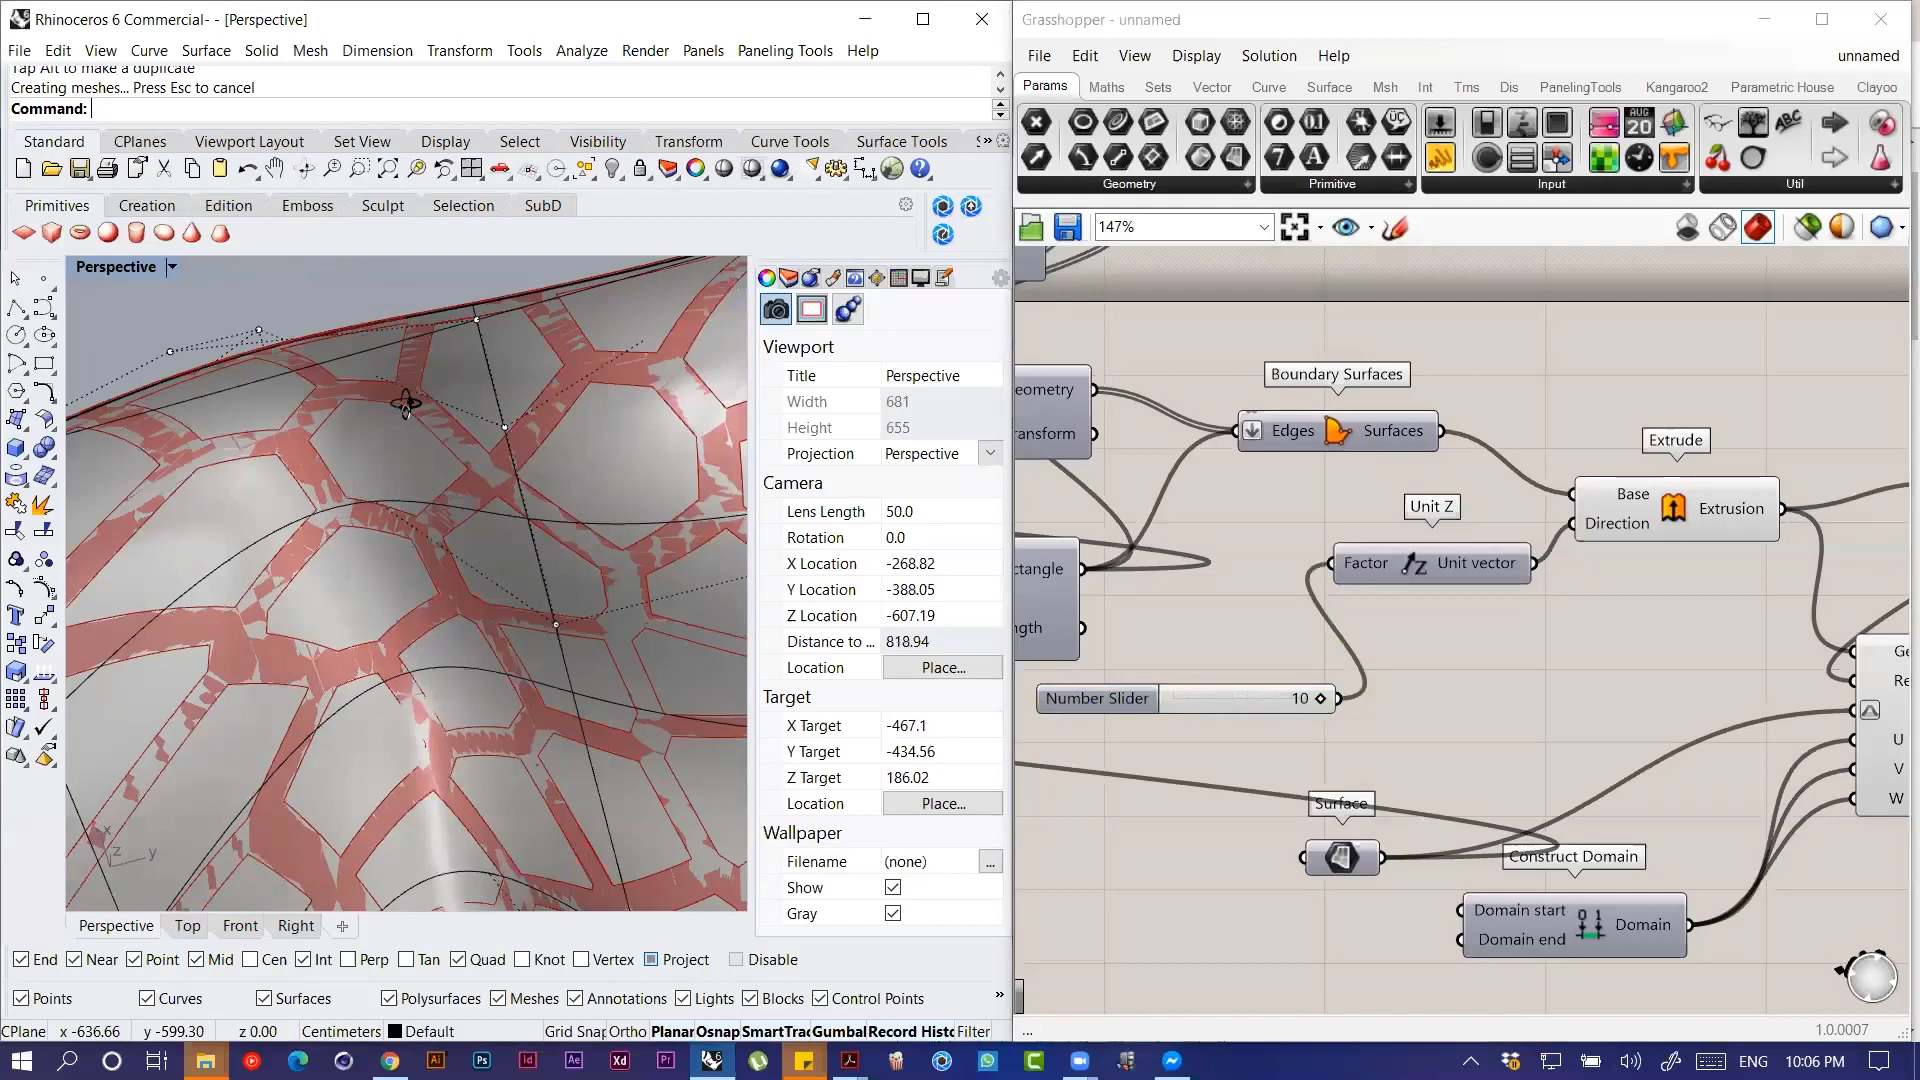 Rhinoceros 6 Commercial- - [Perspective]
File Edit View Curve Surface Solid Mesh Dimension Transform Tools Analyze Render Panels Paneling Tools Help
Tap Alt to make a duplicate
Creating meshes... Press Esc to cancel
Command:
Standard CPlanes Viewport Layout Set View Display Select Visibility Transform Curve Tools Surface Tools S »
Primitives Creation Edition Emboss Sculpt Selection SubD
Perspective
Viewport
Title Perspective
Width 681
Height 655
Projection Perspective
Camera
Lens Length 50.0
Rotation 0.0
X Location -268.82
Y Location -388.05
Z Location -607.19
Distance to ... 818.94
Location Place...
Target
X Target -467.1
Y Target -434.56
Z Target 186.02
Location Place...
Wallpaper
Filename (none) ...
Show
Gray
x
z y
Perspective Top Front Right
End Near Point Mid Cen Int Perp Tan Quad Knot Vertex Project Disable
Points Curves Surfaces Polysurfaces Meshes Annotations Lights Blocks Control Points »
CPlane x -636.66 y -599.30 z 0.00 Centimeters Default Grid Snap Ortho Planar Osnap SmartTrac Gumbal Record Histo Filter
Grasshopper - unnamed
File Edit View Display Solution Help unnamed
Params Maths Sets Vector Curve Surface Msh Int Trns Dis PanelingTools Kangaroo2 Parametric House Clayoo
Geometry Primitive Input Util
147%
Boundary Surfaces
eometry
ransform
Edges Surfaces
Extrude
Base
Direction
Extrusion
Unit Z
Factor Unit vector
ctangle
ngth
Number Slider 10
Ge
Re
U
V
W
Surface
Construct Domain
Domain start
Domain end
Domain
...
1.0.0007
ENG 10:06 PM